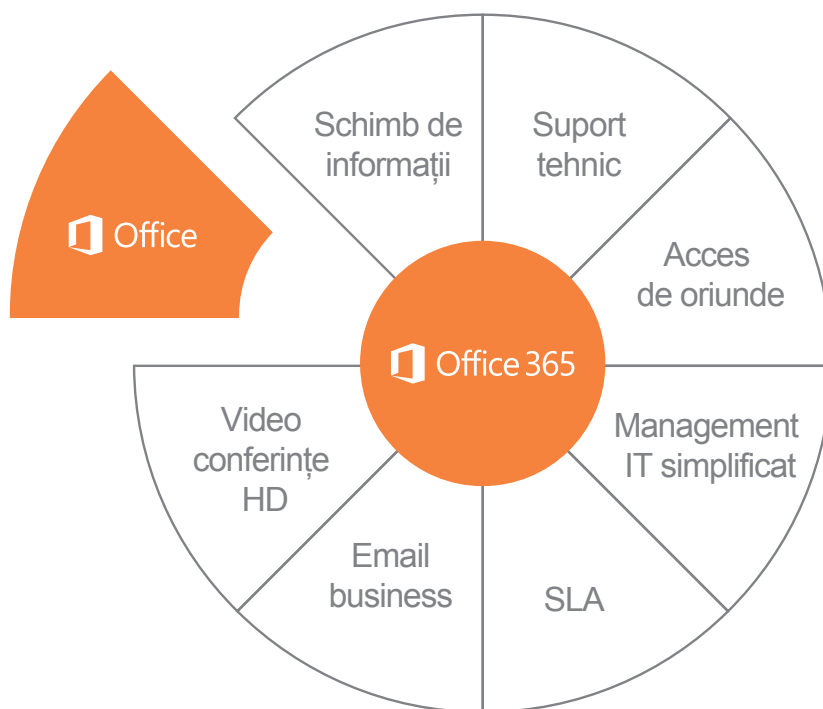 Schimb de
informații
Suport
tehnic
Office
Acces
de oriunde
Office 365
Video
conferințe
HD
Management
IT simplificat
Email
business
SLA